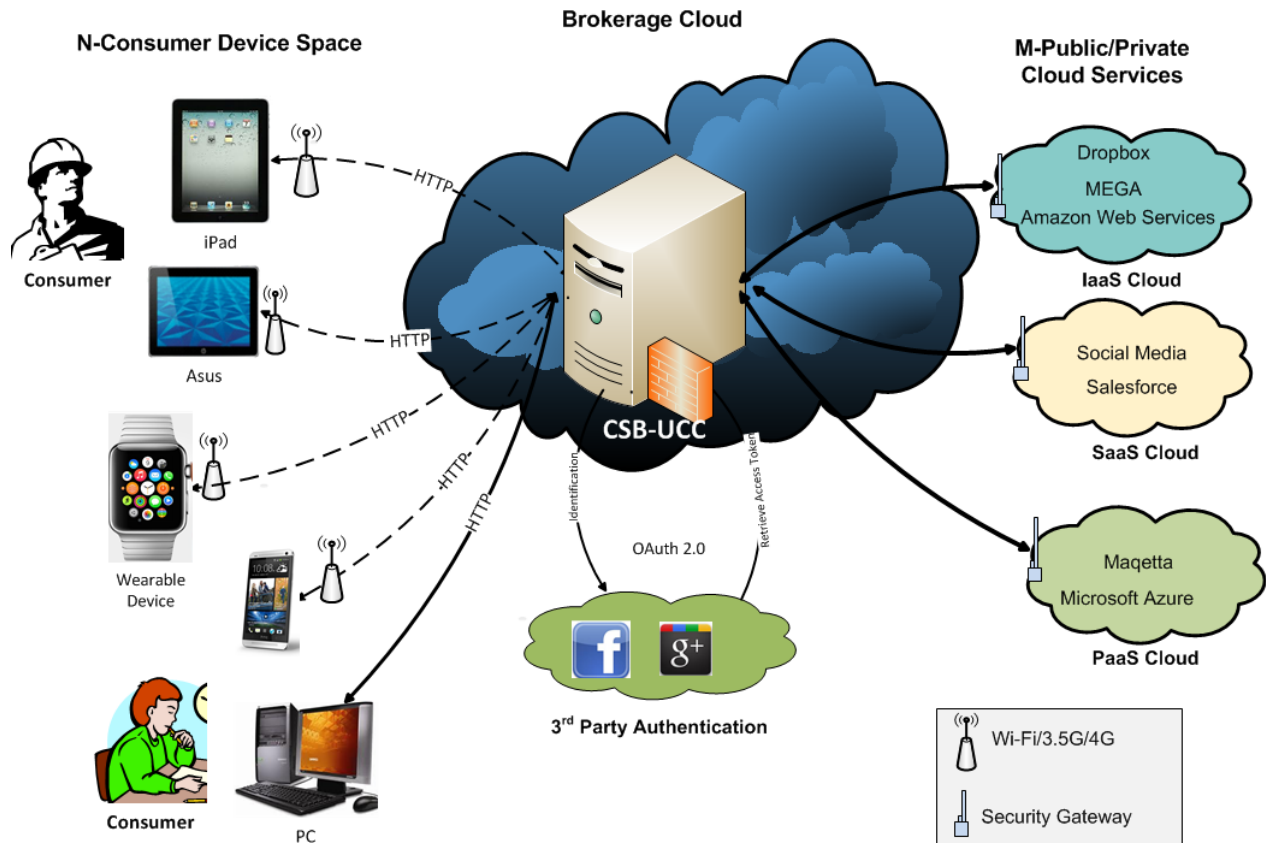 Brokerage Cloud
N-Consumer Device Space
M-Public/Private
Cloud Services
HTTP
iPad
Consumer
HTTP
Asus
HTTP
Wearable
Device
10:08
HTTP
HTTP
Consumer
PC
CSB-UCC
Identification
OAuth 2.0
Retrieve Access Token
f
g+
3rd Party Authentication
Dropbox
MEGA
Amazon Web Services
IaaS Cloud
Social Media
Salesforce
SaaS Cloud
Maqetta
Microsoft Azure
PaaS Cloud
Wi-Fi/3.5G/4G
Security Gateway